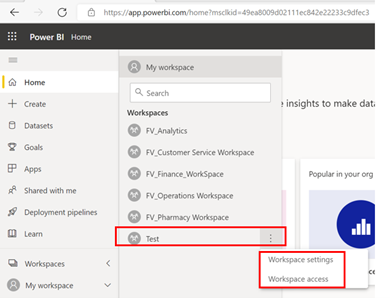 https://app.powerbi.com/home?msclkid=49ea8009d02111ec842e22233c9dfec3
Power BI Home
My workspace
Home
Search
Create
Workspaces
e insights to make data
Datasets
FV_Analytics
Goals
FV_Customer Service Workspace
Apps
FV_Finance_WorkSpace
Popular in your org
Shared with me
FV_Operations Workspace
Deployment pipelines
FV_Pharmacy Workspace
Learn
Test
Workspaces
Workspace settings
My workspace
Workspace access